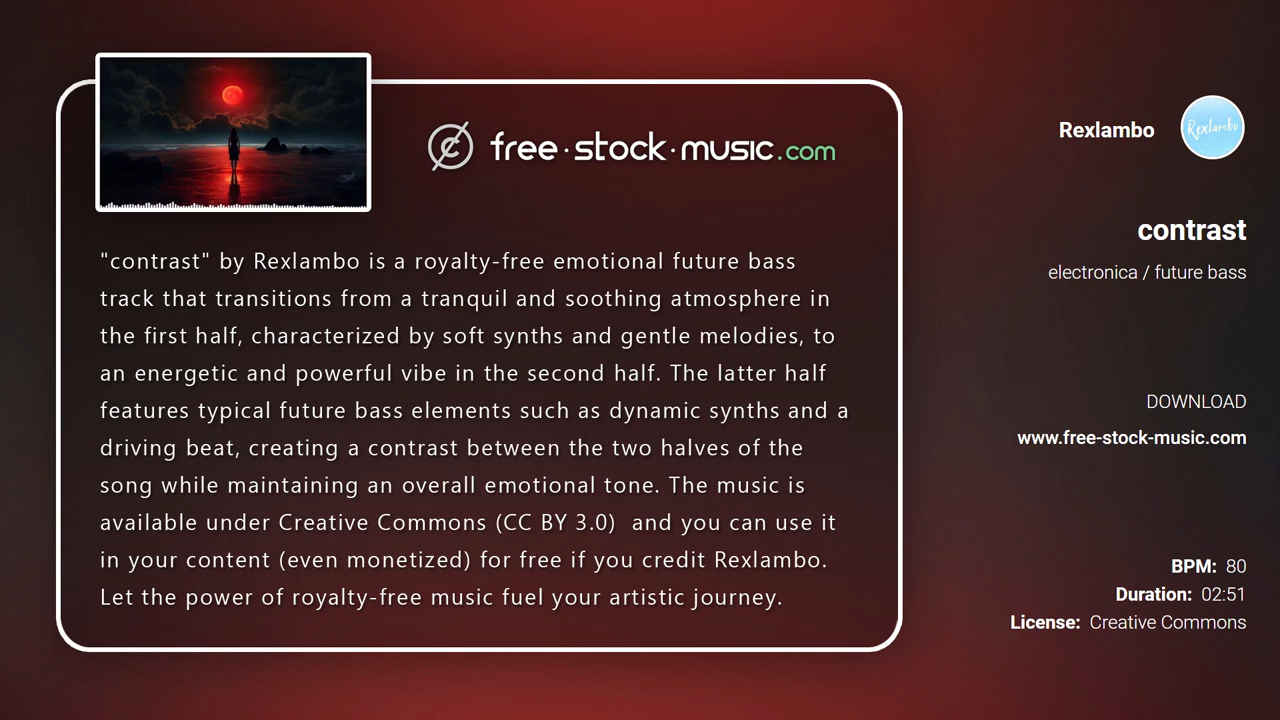 free·stock·music.com
"contrast" by Rexlambo is a royalty-free emotional future bass
track that transitions from a tranquil and soothing atmosphere in
the first half, characterized by soft synths and gentle melodies, to
an energetic and powerful vibe in the second half. The latter half
features typical future bass elements such as dynamic synths and a
driving beat, creating a contrast between the two halves of the
song while maintaining an overall emotional tone. The music is
available under Creative Commons (CC BY 3.0)  and you can use it
in your content (even monetized) for free if you credit Rexlambo.
Let the power of royalty-free music fuel your artistic journey.
Rexlambo
Rexlambo
contrast
electronica / future bass
DOWNLOAD
www.free-stock-music.com
BPM: 80
Duration: 02:51
License: Creative Commons